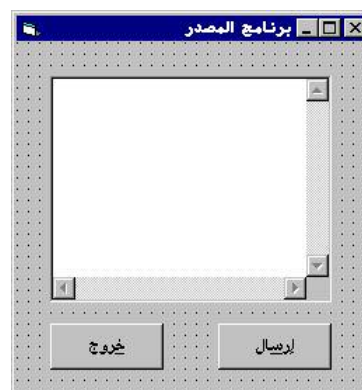 برنامج المصدر
إرسال
خروج